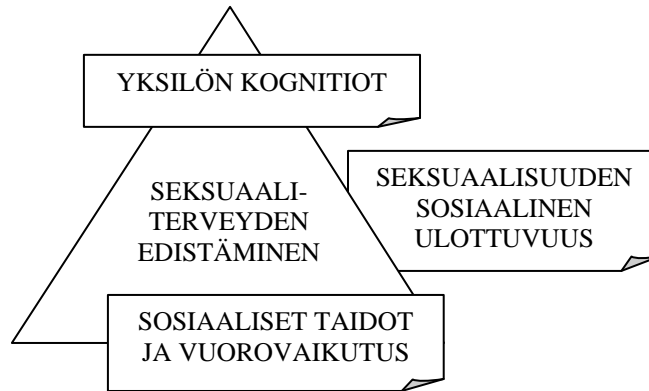 YKSILÖN KOGNITIOT
SEKSUAALI-
TERVEYDEN
EDISTÄMINEN
SEKSUAALISUUDEN
SOSIAALINEN
ULOTTUVUUS
SOSIAALISET TAIDOT
JA VUOROVAIKUTUS